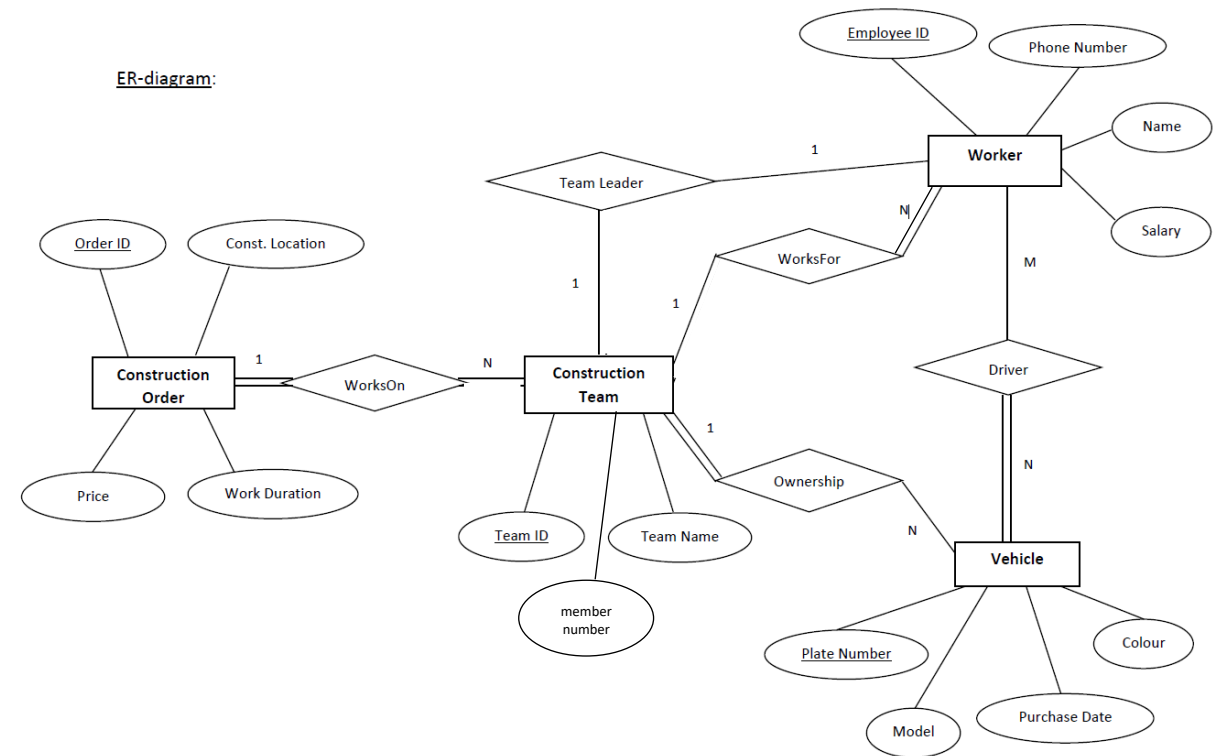 ER-diagram:
Employee ID
Phone Number
Name
Worker
Salary
1
Team Leader
N
WorksFor
1
1
M
Order ID
Const. Location
Construction
Order
1
WorksOn
N
Construction
Team
Driver
Price
Work Duration
1
Ownership
N
N
Team ID
Team Name
member
number
Vehicle
Plate Number
Colour
Model
Purchase Date